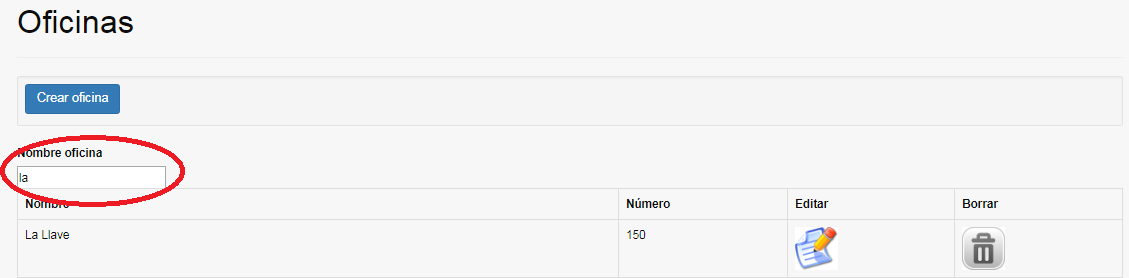 Oficinas
Crear oficina
Nombre oficina
la
Nombre Número Editar Borrar
La Llave 150